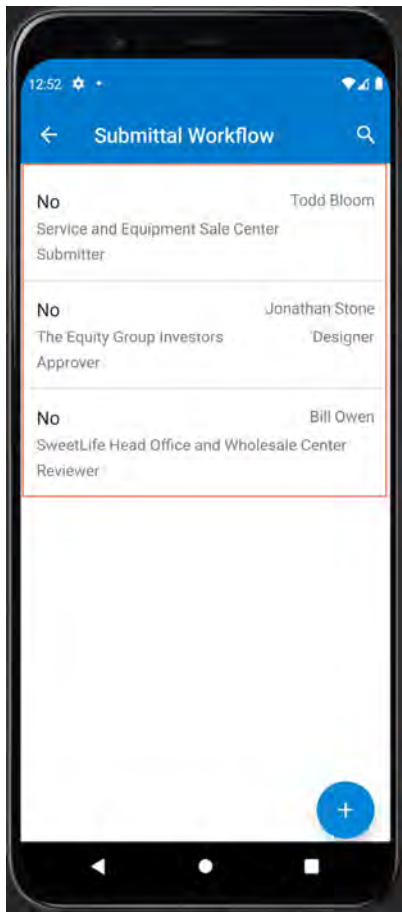 12:52
Submittal Workflow
No Todd Bloom
Service and Equipment Sale Center
Submitter
No Jonathan Stone
The Equity Group Investors Designer
Approver
No Bill Owen
SweetLife Head Office and Wholesale Center
Reviewer
+